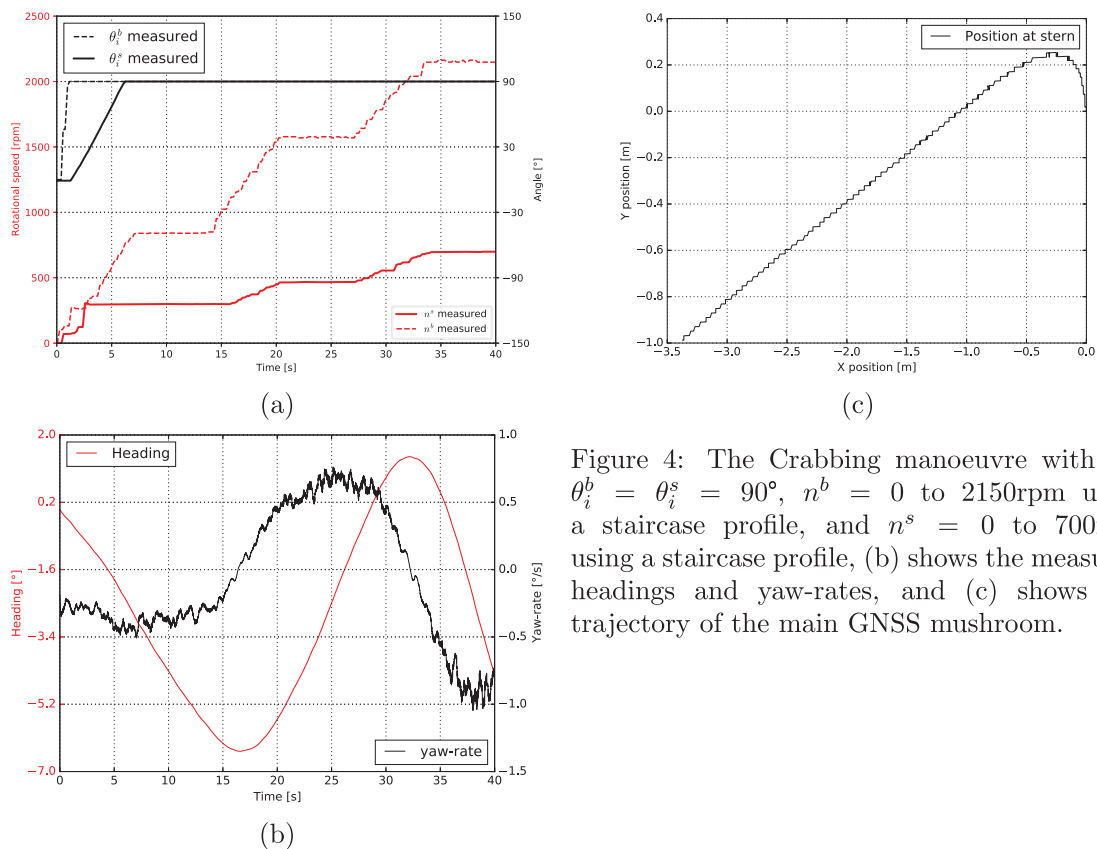 2500
2000
1500
1000
500
0
Rotational speed [rpm]
θ_i^b measured
θ_i^s measured
150
90
30
−30
−90
−150
Angle [°]
n^s measured
n^b measured
0 5 10 15 20 25 30 35 40
Time [s]
(a)
0.4
0.2
0.0
−0.2
−0.4
−0.6
−0.8
−1.0
Y position [m]
Position at stern
−3.5 −3.0 −2.5 −2.0 −1.5 −1.0 −0.5 0.0
X position [m]
(c)
2.0
0.2
−1.6
−3.4
−5.2
−7.0
Heading [°]
Heading
1.0
0.5
0.0
−0.5
−1.0
−1.5
Yaw-rate [°/s]
yaw-rate
0 5 10 15 20 25 30 35 40
Time [s]
(b)
Figure 4: The Crabbing manoeuvre with
θ_i^b = θ_i^s = 90°, n^b = 0 to 2150rpm u
a staircase profile, and n^s = 0 to 700
using a staircase profile, (b) shows the measu
headings and yaw-rates, and (c) shows
trajectory of the main GNSS mushroom.